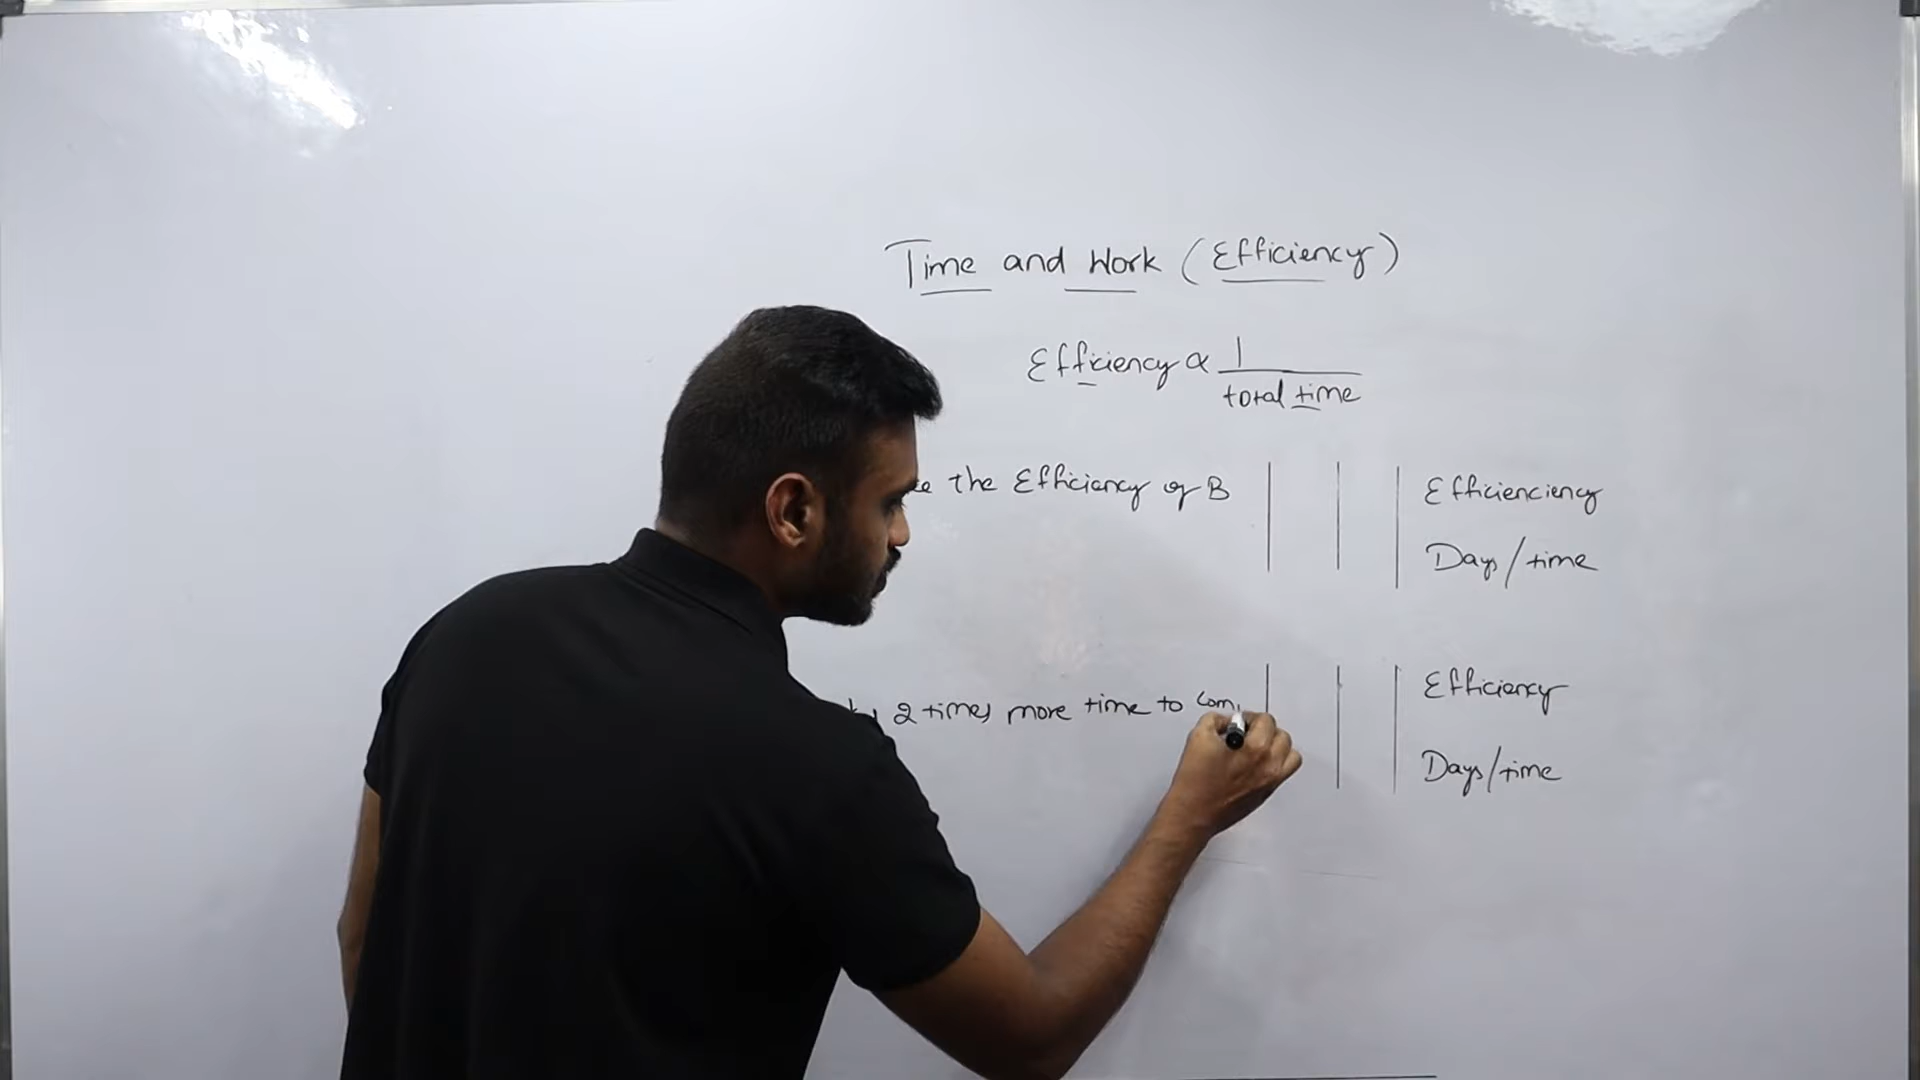 Time and Work (Efficiency)
Efficiency ∝ 1
total time
the Efficiency of B
Efficienciency
Days/time
2 times more time to com
Efficiency
Days/time